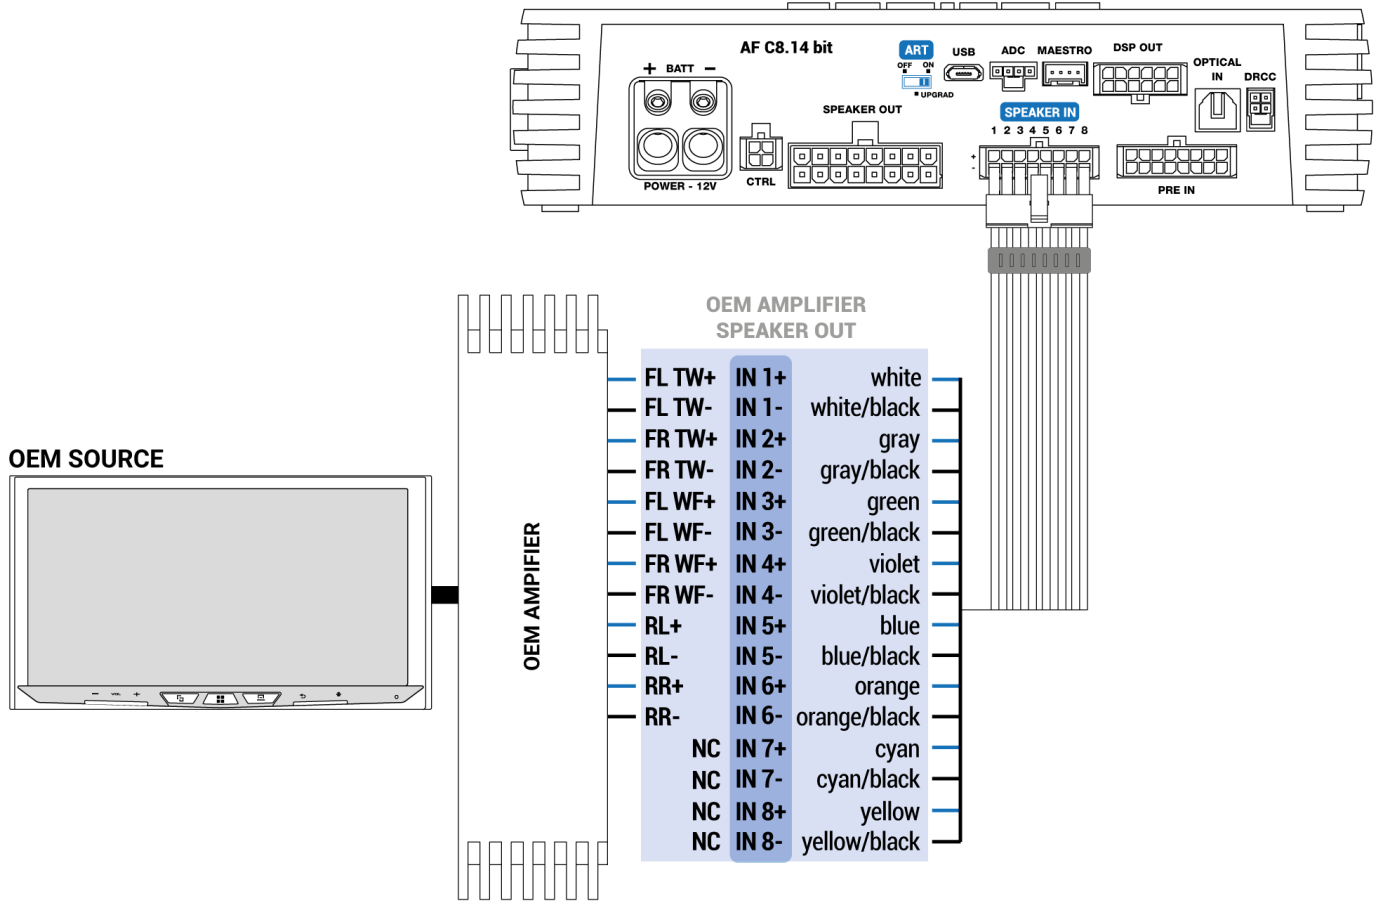 AF C8.14 bit
ART
OFF ON
UPGRAD
USB
ADC
MAESTRO
DSP OUT
OPTICAL
IN
DRCC
+ BATT −
SPEAKER OUT
SPEAKER IN
1 2 3 4 5 6 7 8
+
-
POWER - 12V
CTRL
PRE IN
OEM AMPLIFIER
SPEAKER OUT
FL TW+ IN 1+ white
FL TW- IN 1- white/black
FR TW+ IN 2+ gray
FR TW- IN 2- gray/black
FL WF+ IN 3+ green
FL WF- IN 3- green/black
FR WF+ IN 4+ violet
FR WF- IN 4- violet/black
RL+ IN 5+ blue
RL- IN 5- blue/black
RR+ IN 6+ orange
RR- IN 6- orange/black
NC IN 7+ cyan
NC IN 7- cyan/black
NC IN 8+ yellow
NC IN 8- yellow/black
OEM SOURCE
− VOL +
OEM AMPIFIER